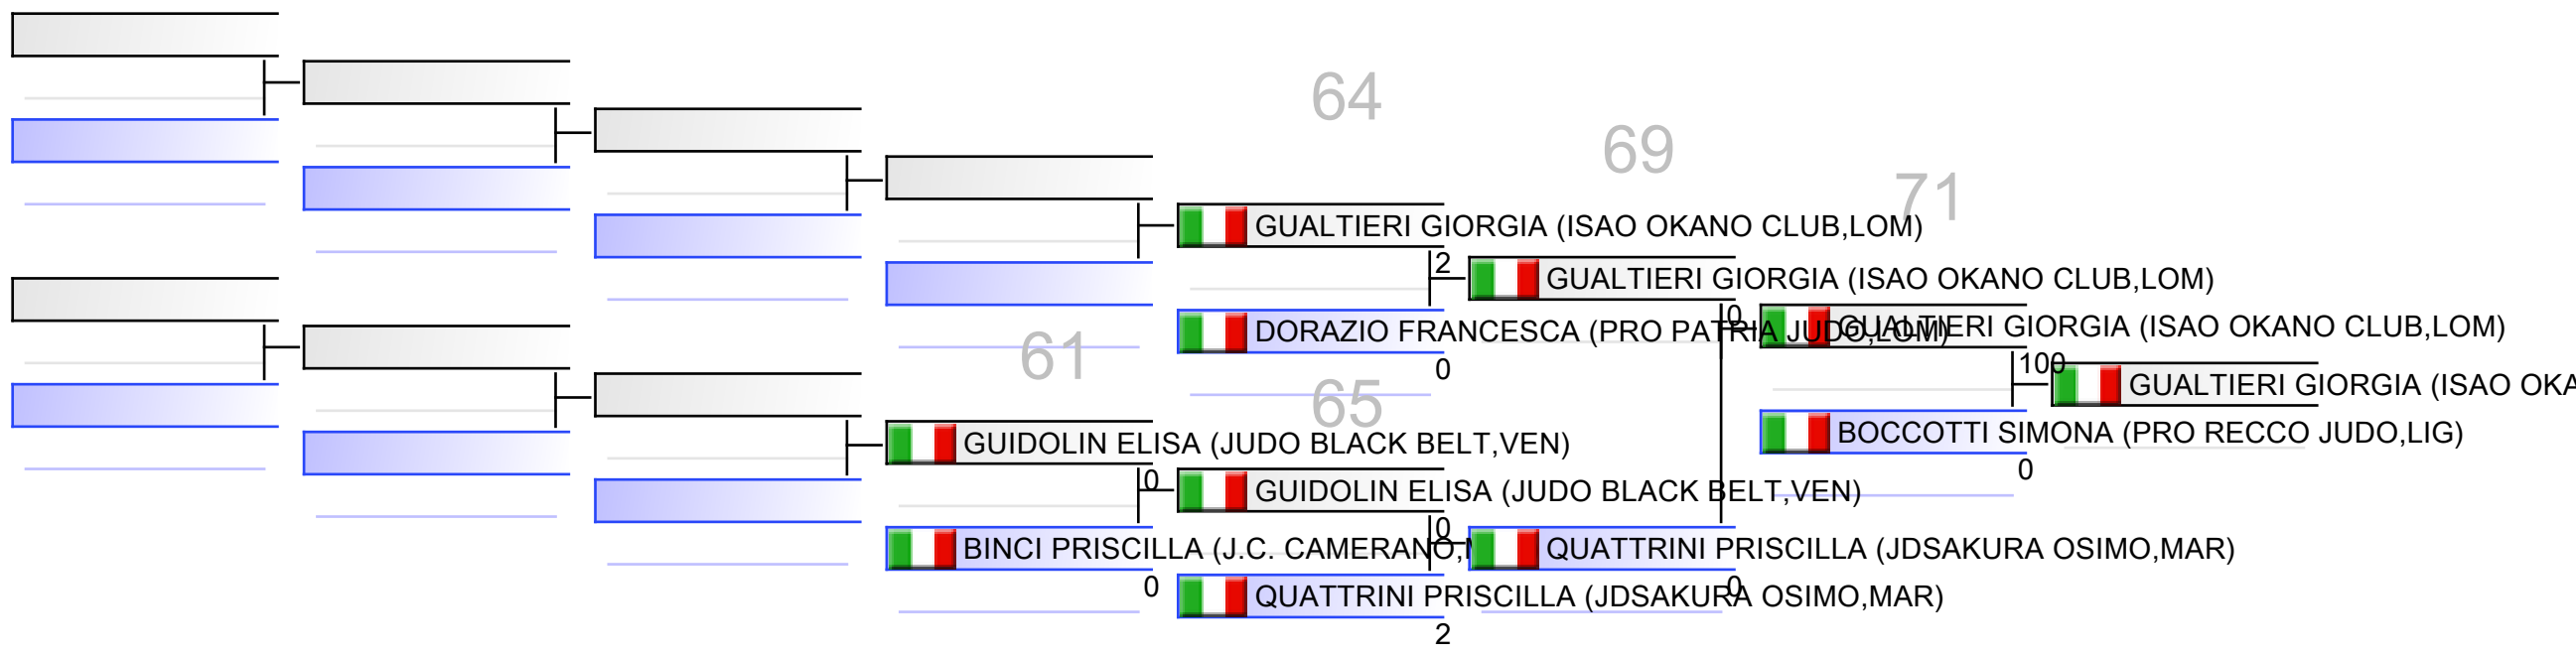 64
69
71
GUALTIERI GIORGIA (ISAO OKANO CLUB,LOM)
2
GUALTIERI GIORGIA (ISAO OKANO CLUB,LOM)
0
GUALTIERI GIORGIA (ISAO OKANO CLUB,LOM)
DORAZIO FRANCESCA (PRO PATRIA JUDO,LOM)
61
0
100
GUALTIERI GIORGIA (ISAO OKA
65
BOCCOTTI SIMONA (PRO RECCO JUDO,LIG)
0
GUIDOLIN ELISA (JUDO BLACK BELT,VEN)
0
GUIDOLIN ELISA (JUDO BLACK BELT,VEN)
0
BINCI PRISCILLA (J.C. CAMERANO,
QUATTRINI PRISCILLA (JDSAKURA OSIMO,MAR)
0
0
QUATTRINI PRISCILLA (JDSAKURA OSIMO,MAR)
2